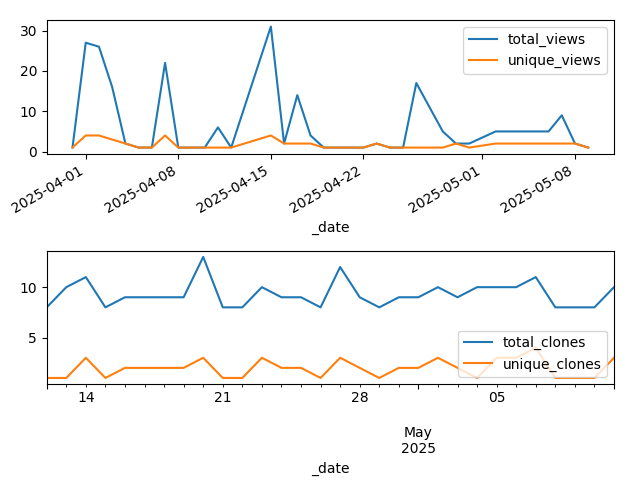 30
20
10
0
total_views
unique_views
2025-04-01
2025-04-08
2025-04-15
2025-04-22
2025-05-01
2025-05-08
_date
10
5
total_clones
unique_clones
14
21
28
05
May
2025
_date